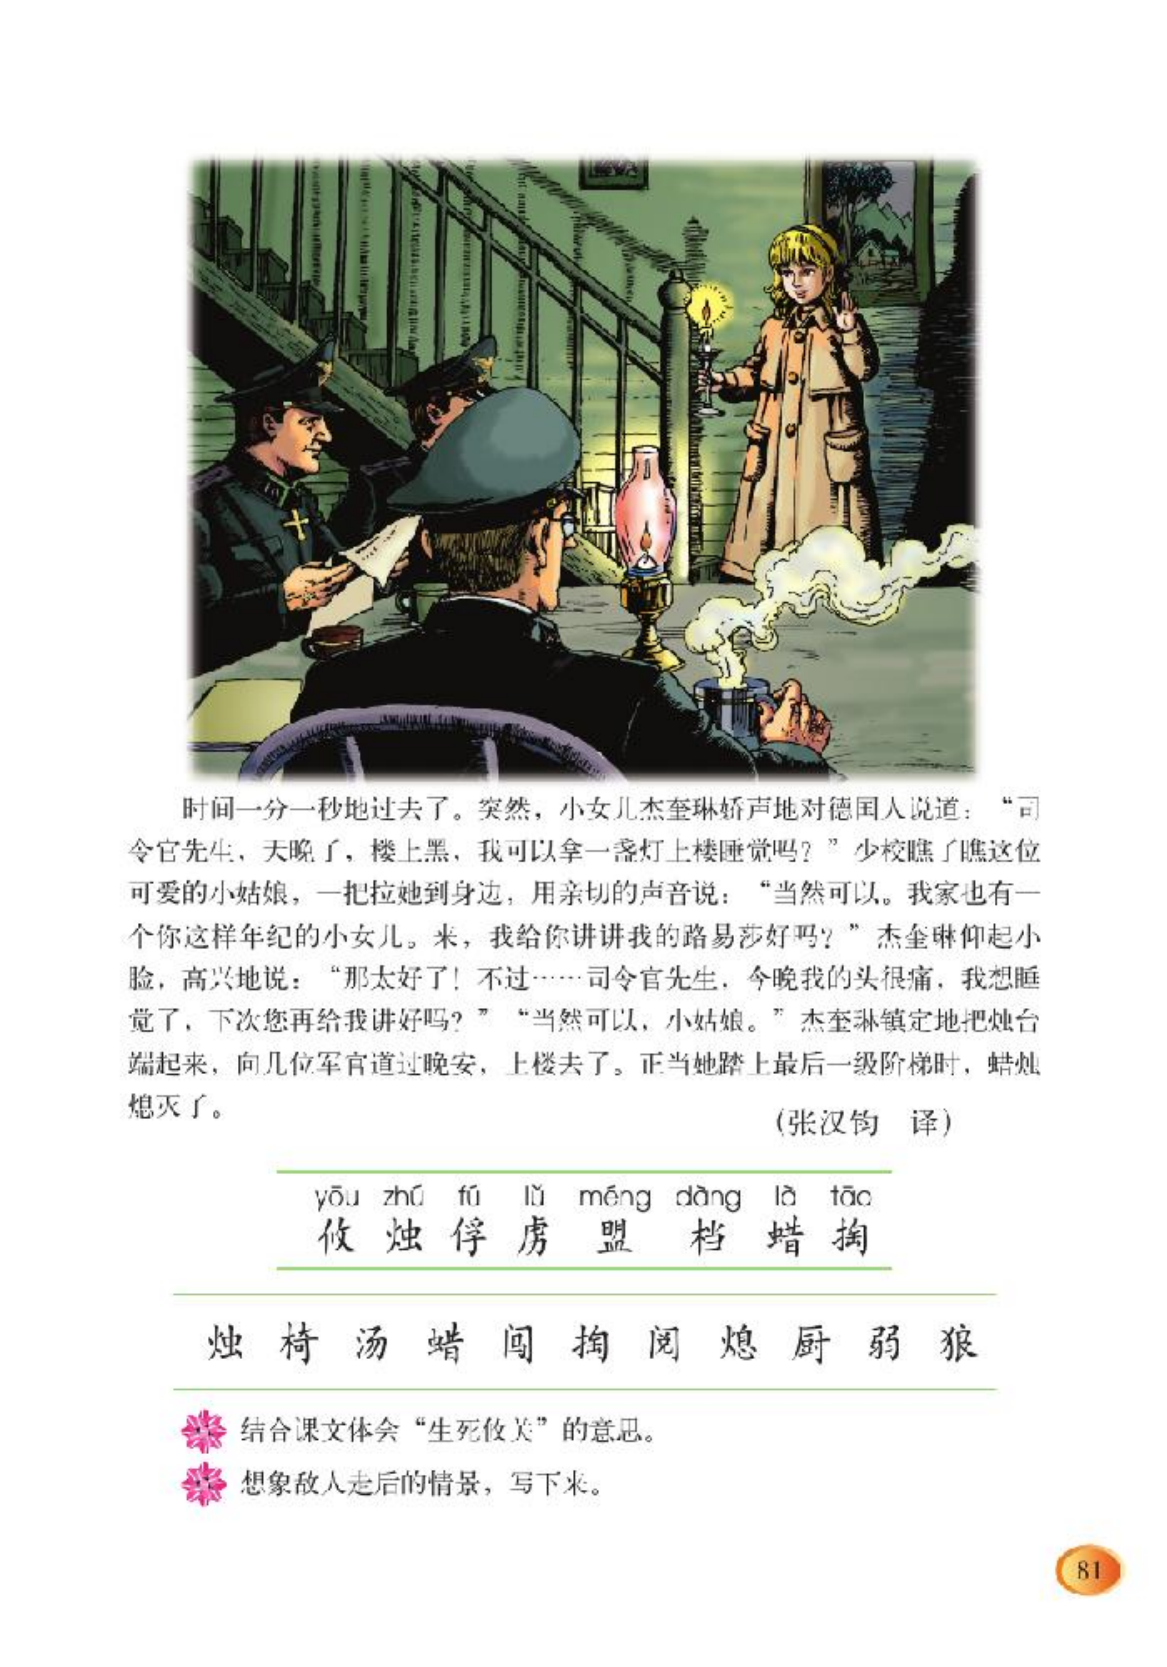 时间一分一秒地过去了。突然，小女儿杰奎琳娇声地对德国人说道：“司
令官先生，天晚了，楼上黑，我可以拿一盏灯上楼睡觉吗？”少校瞧了瞧这位
可爱的小姑娘，一把拉她到身边，用亲切的声音说：“当然可以。我家也有一
个你这样年纪的小女儿。来，我给你讲讲我的路易莎好吗？”杰奎琳仰起小
脸，高兴地说：“那太好了！不过……司令官先生，今晚我的头很痛，我想睡
觉了，下次您再给我讲好吗？”“当然可以，小姑娘。”杰奎琳镇定地把烛台
端起来，向几位军官道过晚安，上楼去了。正当她踏上最后一级阶梯时，蜡烛
熄灭了。
（张汉钧 译）
yōu zhú fú lǔ méng dàng là tāo
攸 烛 俘 虏 盟 档 蜡 掏
烛 椅 汤 蜡 闯 掏 阅 熄 厨 弱 狼
结合课文体会“生死攸关”的意思。
想象敌人走后的情景，写下来。
81